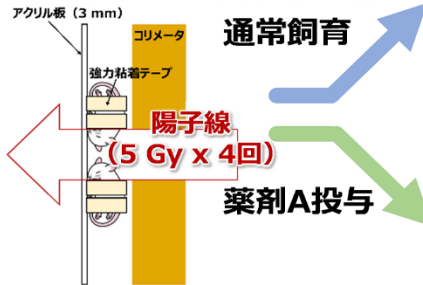 アクリル板（3 mm）
コリメータ
通常飼育
強力粘着テープ
陽子線
（5 Gy x 4回）
薬剤A投与